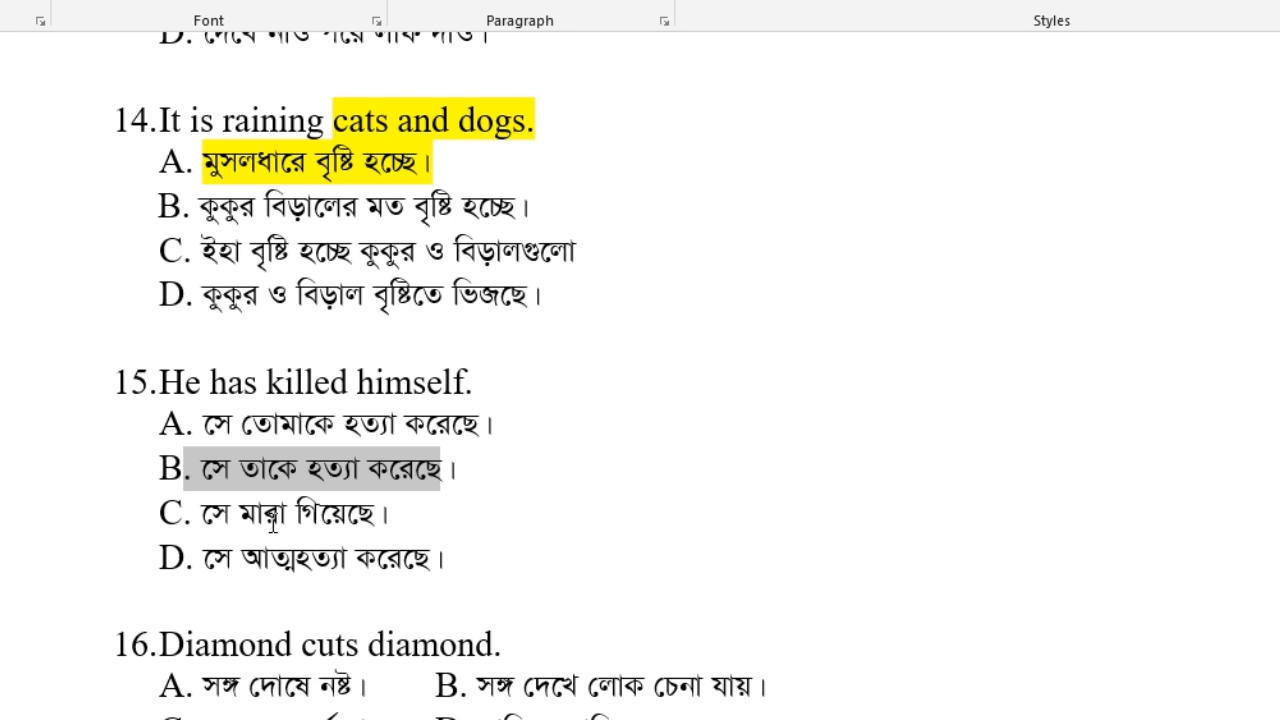 Font Paragraph Styles
D. দেখে নাও পরে লাফ দাও।
14.It is raining cats and dogs.
A. মুসলধারে বৃষ্টি হচ্ছে।
B. কুকুর বিড়ালের মত বৃষ্টি হচ্ছে।
C. ইহা বৃষ্টি হচ্ছে কুকুর ও বিড়ালগুলো
D. কুকুর ও বিড়াল বৃষ্টিতে ভিজছে।
15.He has killed himself.
A. সে তোমাকে হত্যা করেছে।
B. সে তাকে হত্যা করেছে।
C. সে মারা গিয়েছে।
D. সে আত্মহত্যা করেছে।
16.Diamond cuts diamond.
A. সঙ্গ দোষে নষ্ট। B. সঙ্গ দেখে লোক চেনা যায়।